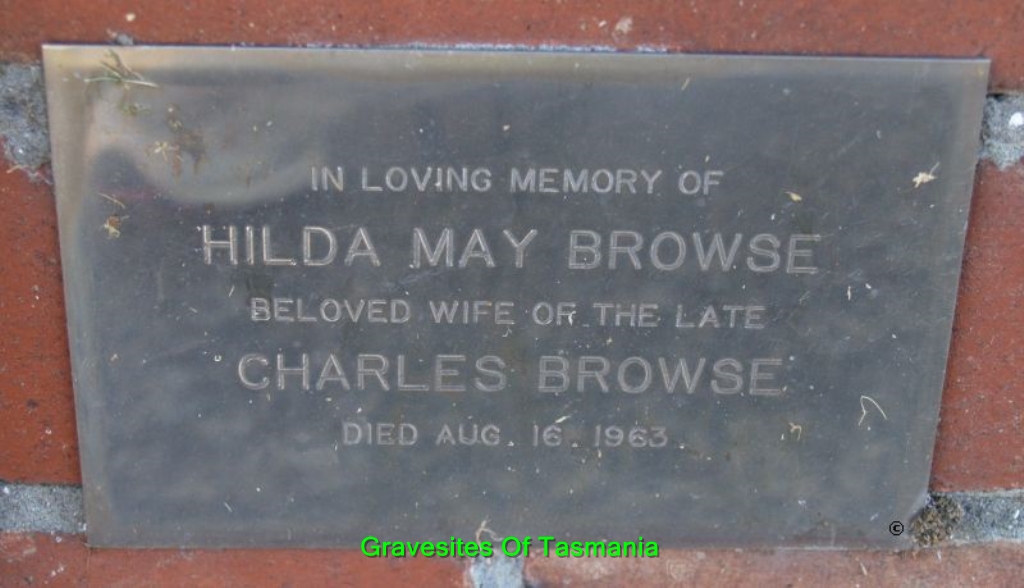 IN LOVING MEMORY OF
HILDA MAY BROWSE
BELOVED WIFE OF THE LATE
CHARLES BROWSE
DIED AUG. 16. 1963.
©
Gravesites Of Tasmania